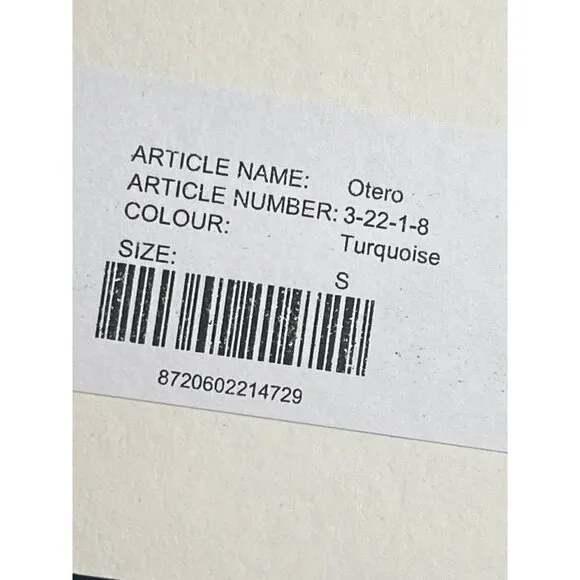 ARTICLE NAME: Otero
ARTICLE NUMBER: 3-22-1-8
COLOUR: Turquoise
SIZE: S
8720602214729